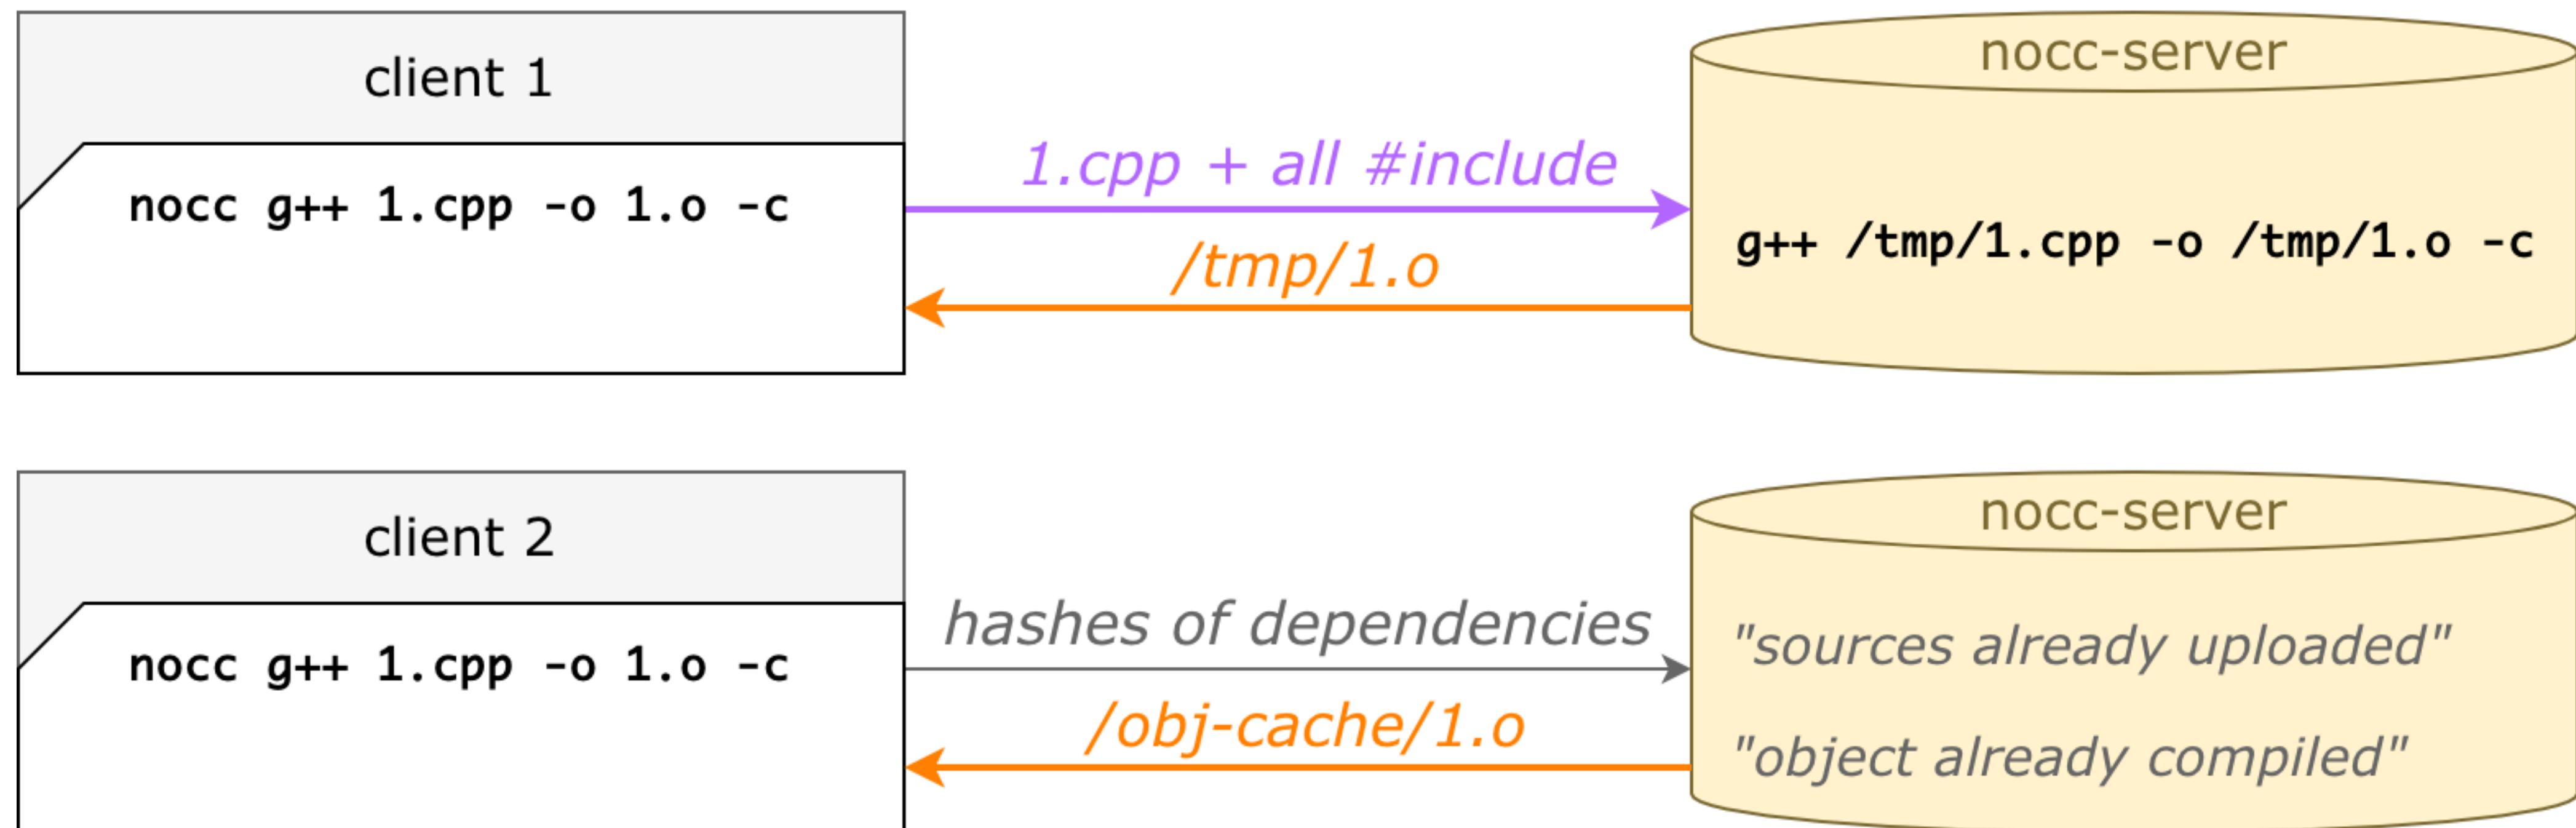 client 1
nocc g++ 1.cpp -o 1.o -c
1.cpp + all #include
/tmp/1.o
nocc-server
g++ /tmp/1.cpp -o /tmp/1.o -c
client 2
nocc g++ 1.cpp -o 1.o -c
hashes of dependencies
/obj-cache/1.o
nocc-server
"sources already uploaded"
"object already compiled"